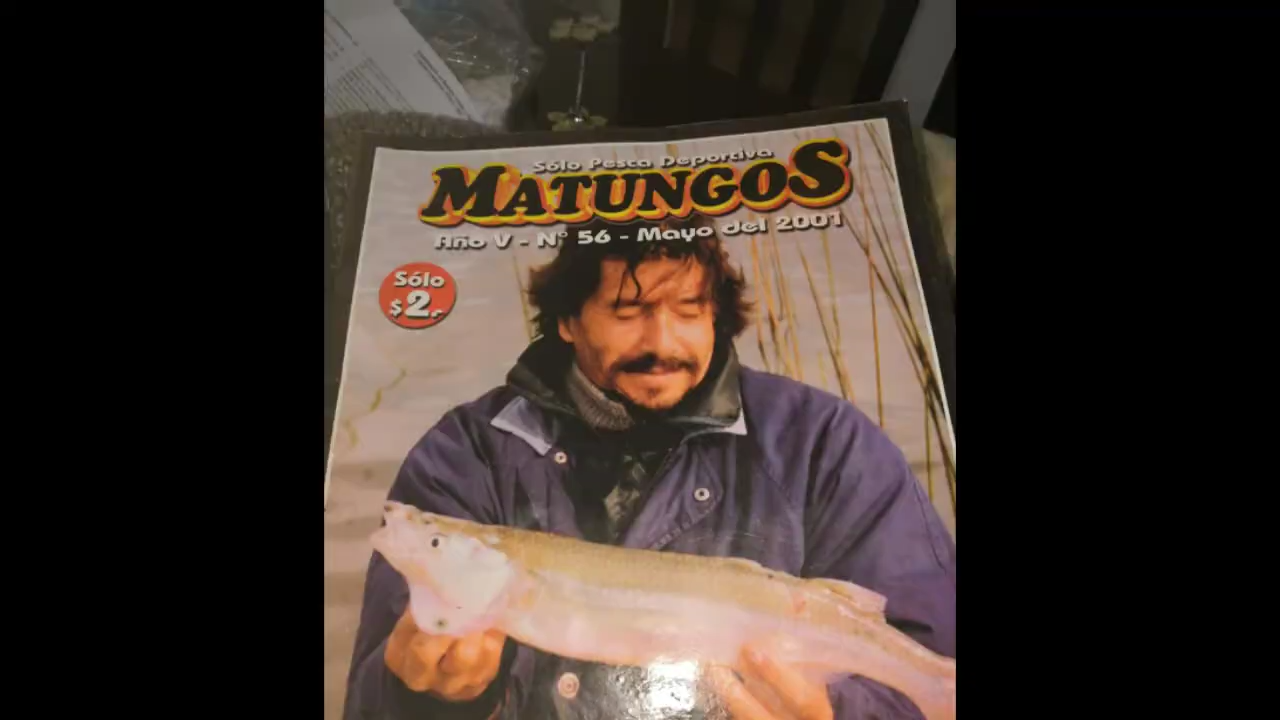 Sólo Pesca Deportiva
MATUNGOS
Año V - Nº 56 - Mayo del 2001
Sólo
$2.-